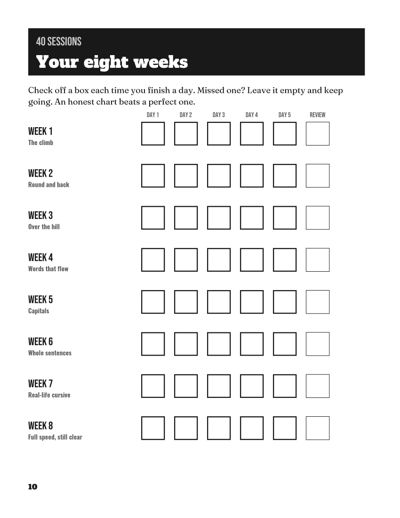 40 SESSIONS
Your eight weeks
Check off a box each time you finish a day. Missed one? Leave it empty and keep
going. An honest chart beats a perfect one.
DAY 1 DAY 2 DAY 3 DAY 4 DAY 5 REVIEW
WEEK 1
The climb
WEEK 2
Round and back
WEEK 3
Over the hill
WEEK 4
Words that flow
WEEK 5
Capitals
WEEK 6
Whole sentences
WEEK 7
Real-life cursive
WEEK 8
Full speed, still clear
10